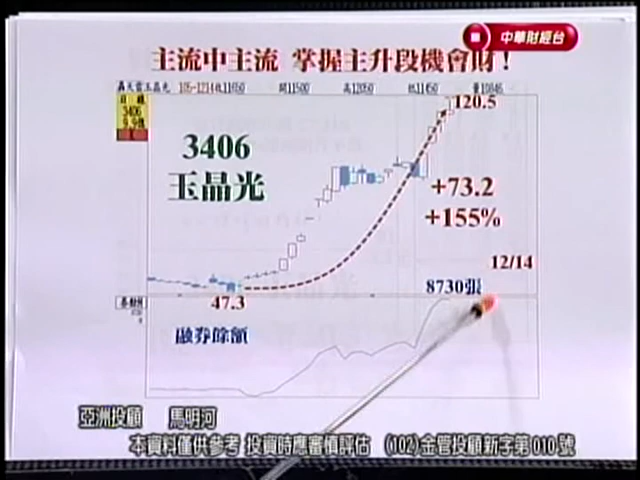 中華財經台
主流中主流 掌握主升段機會財!
120.5
日線
3406
3406
玉晶光
+73.2
+155%
12/14
8730張
47.3
融券餘額
亞洲投顧 馬明河
本資料僅供參考 投資時應審慎評估 (102)金管投顧新字第010號